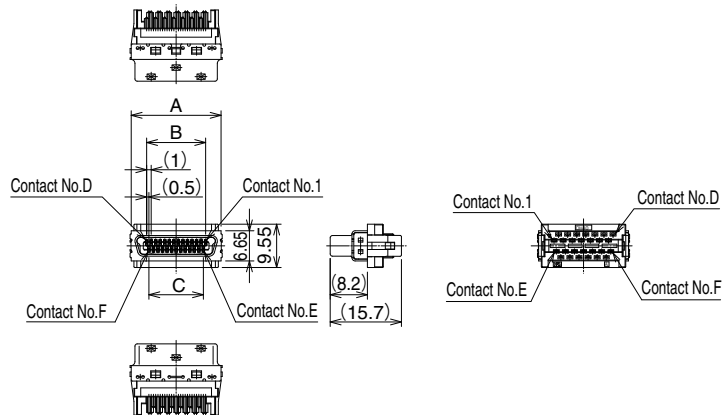 A
B
(1)
(0.5)
Contact No.D
Contact No.1
6.65
9.55
C
Contact No.F
Contact No.E
(8.2)
(15.7)
Contact No.1
Contact No.D
Contact No.E
Contact No.F